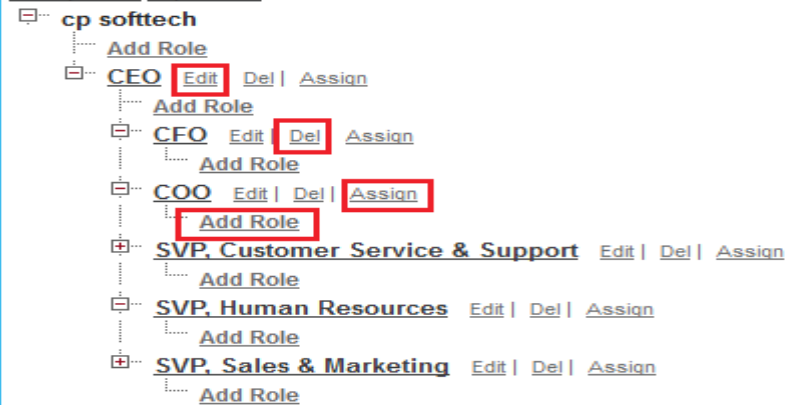 cp softtech
Add Role
CEO Edit Del | Assign
Add Role
CFO Edit | Del Assign
Add Role
COO Edit | Del | Assign
Add Role
SVP, Customer Service & Support Edit | Del | Assign
Add Role
SVP, Human Resources Edit | Del | Assign
Add Role
SVP, Sales & Marketing Edit | Del | Assign
Add Role